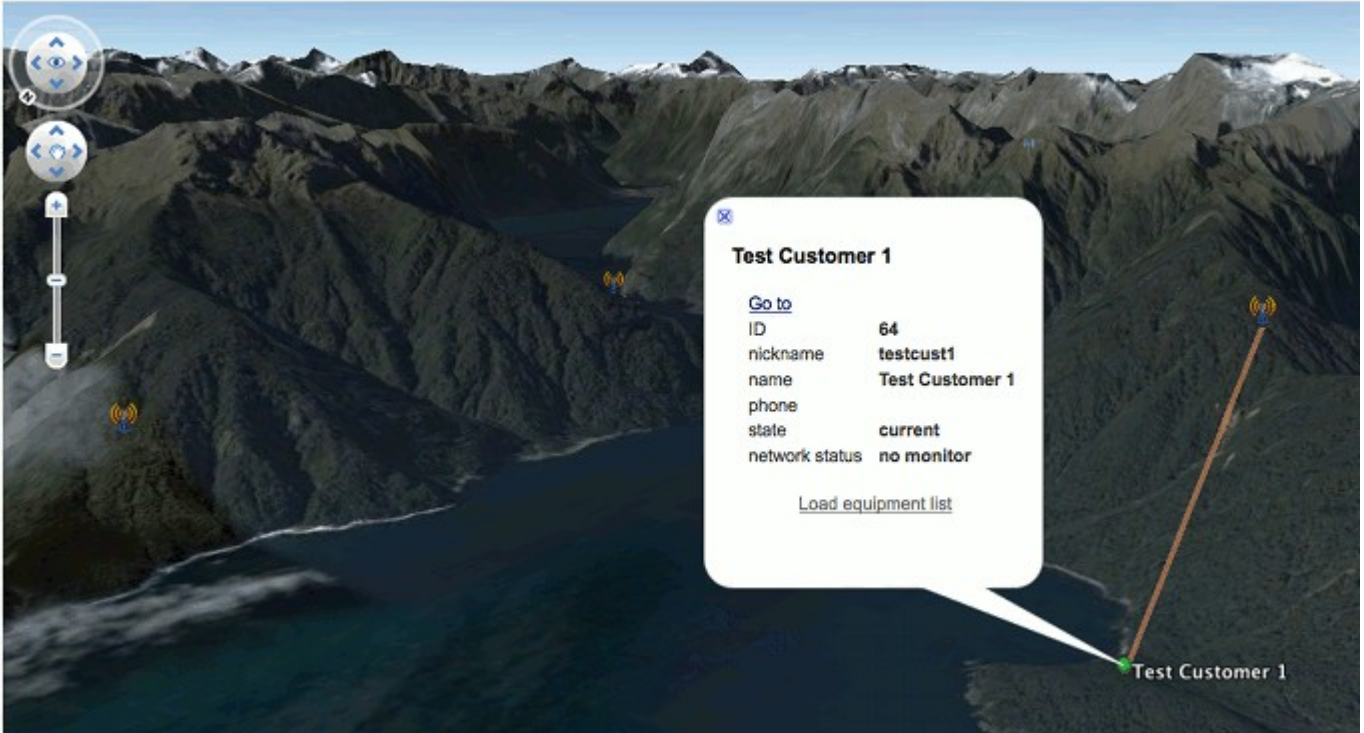 Test Customer 1
Go to
ID 64
nickname testcust1
name Test Customer 1
phone
state current
network status no monitor
Load equipment list
Test Customer 1